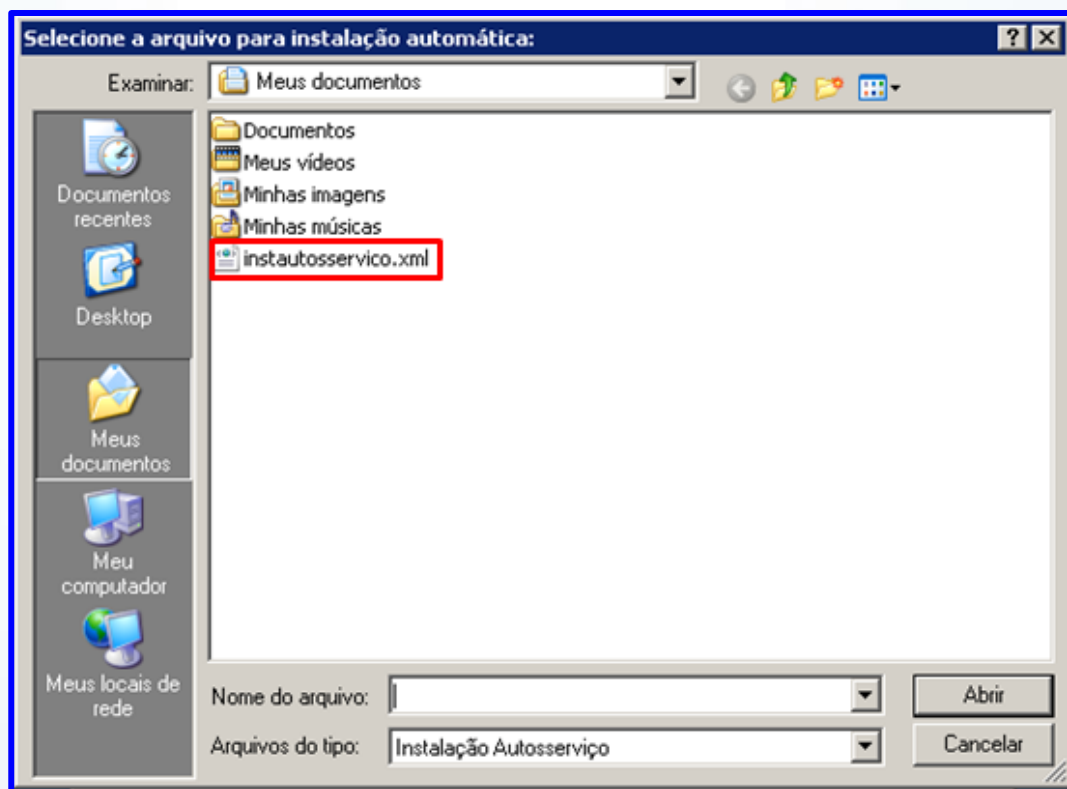 Selecione a arquivo para instalação automática:
Examinar:
Meus documentos
Documentos
recentes
Desktop
Meus
documentos
Meu
computador
Meus locais de
rede
Documentos
Meus vídeos
Minhas imagens
Minhas músicas
instautosservico.xml
Nome do arquivo:
Abrir
Arquivos do tipo:
Instalação Autosserviço
Cancelar